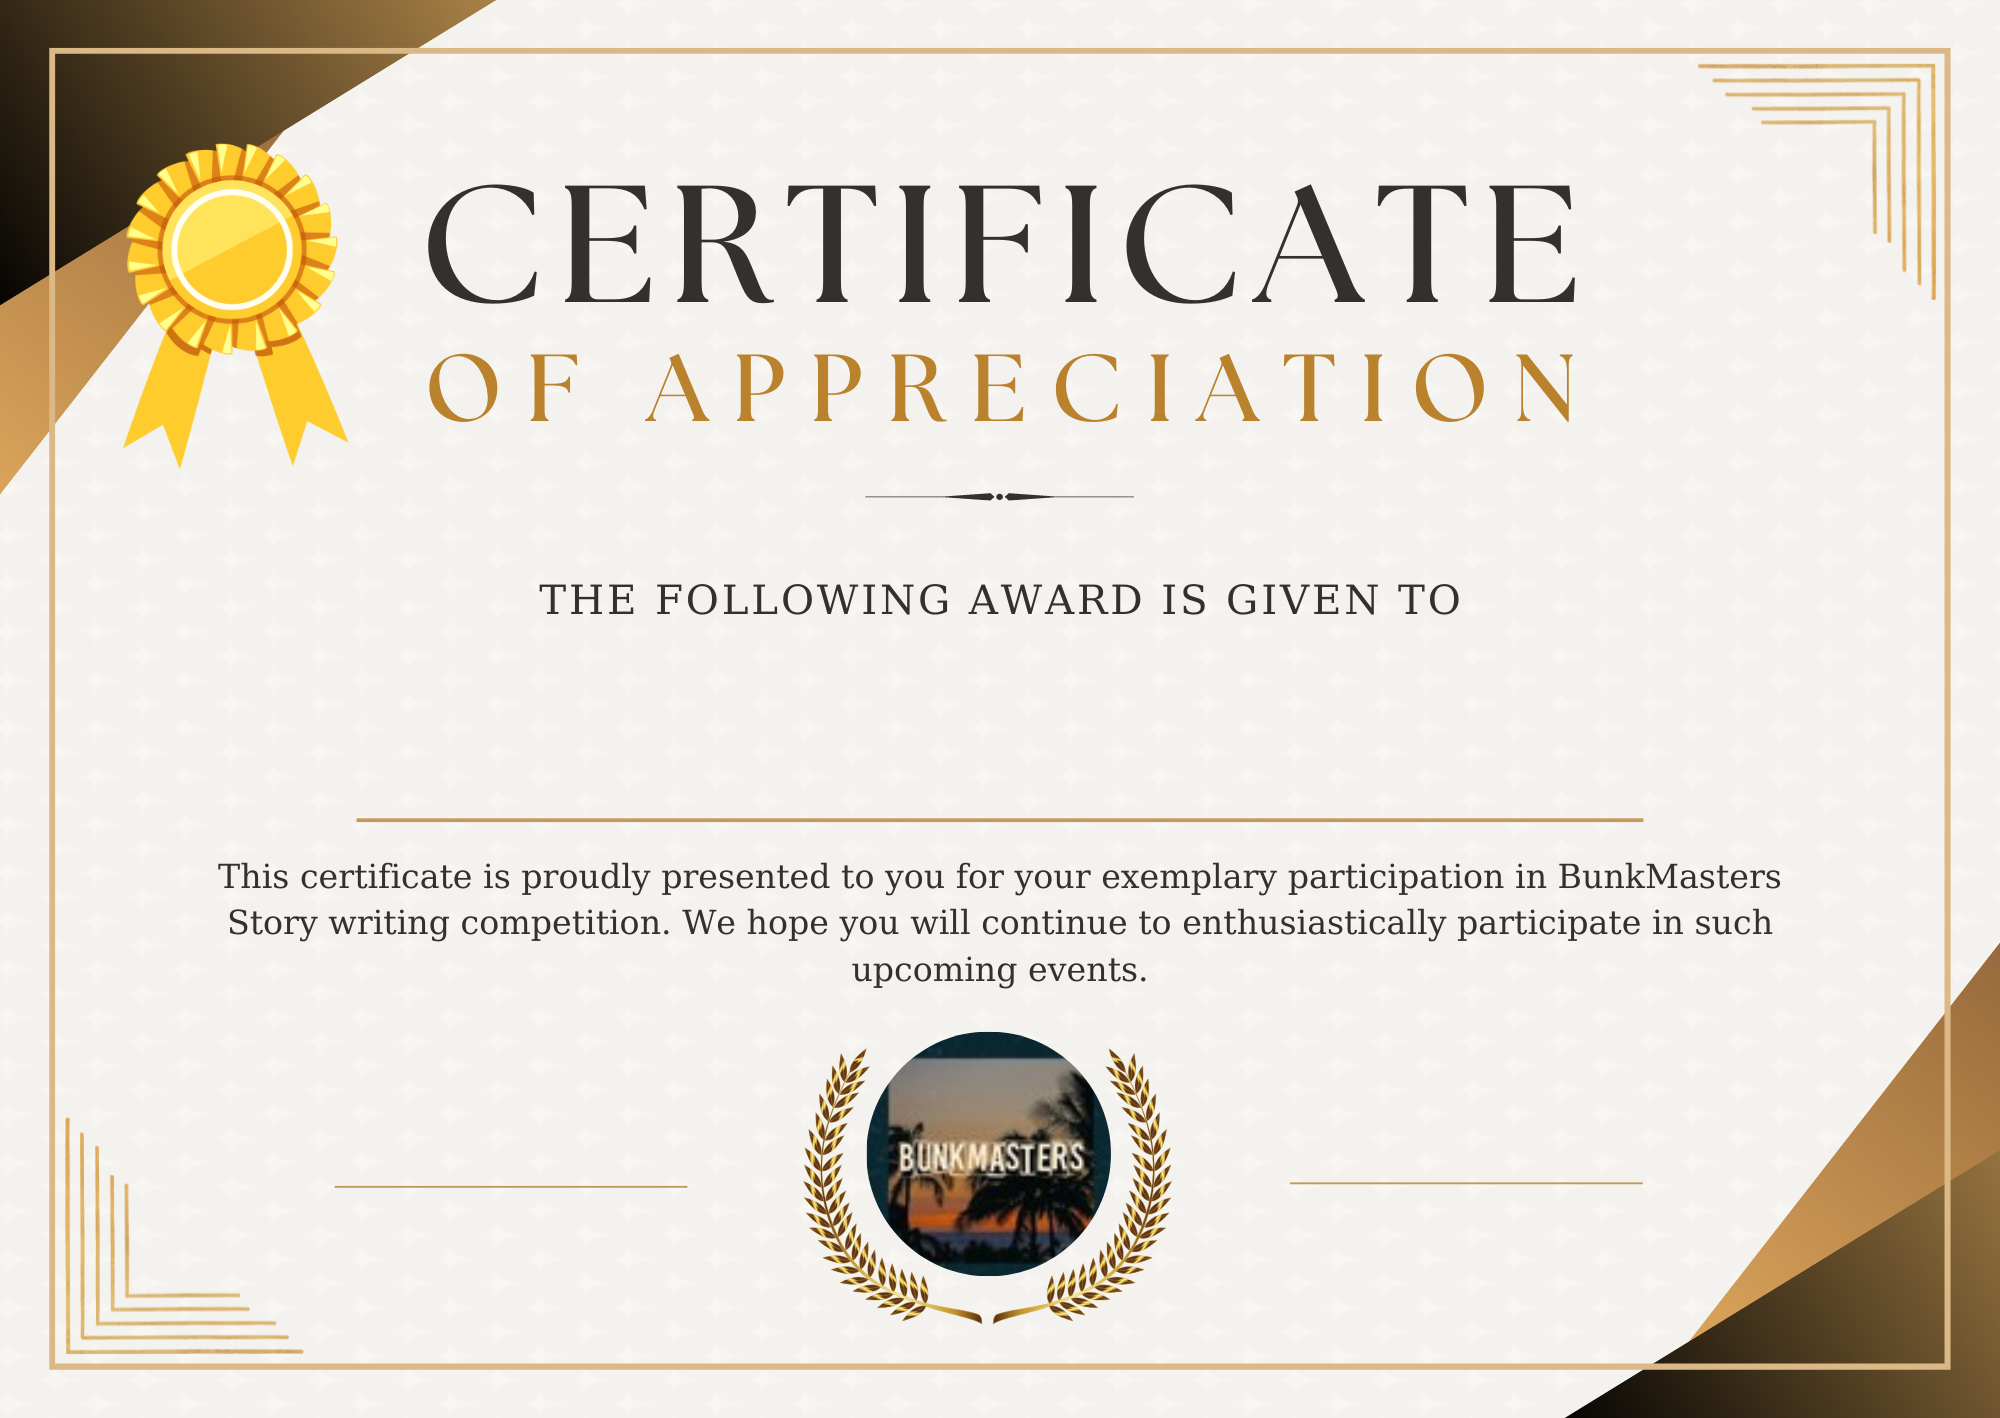 CERTIFICATE
OF APPRECIATION
THE FOLLOWING AWARD IS GIVEN TO
This certificate is proudly presented to you for your exemplary participation in BunkMasters
Story writing competition. We hope you will continue to enthusiastically participate in such
upcoming events.
BUNKMASTERS